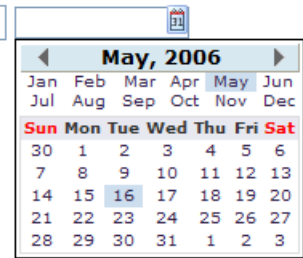 31
May, 2006
Jan Feb Mar Apr May Jun
Jul Aug Sep Oct Nov Dec
Sun Mon Tue Wed Thu Fri Sat
30 1 2 3 4 5 6
7 8 9 10 11 12 13
14 15 16 17 18 19 20
21 22 23 24 25 26 27
28 29 30 31 1 2 3